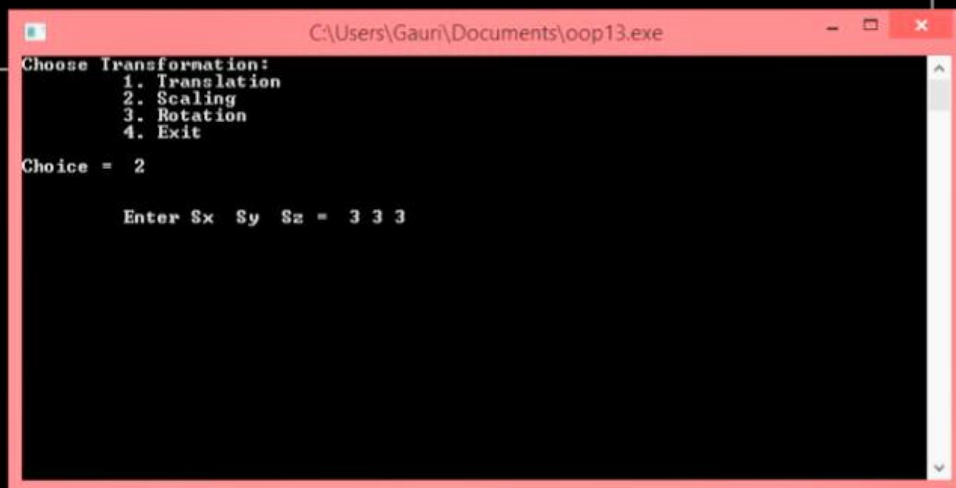 C:\Users\Gauri\Documents\oop13.exe
Choose Transformation:
1. Translation
2. Scaling
3. Rotation
4. Exit
Choice = 2
Enter Sx Sy Sz = 3 3 3